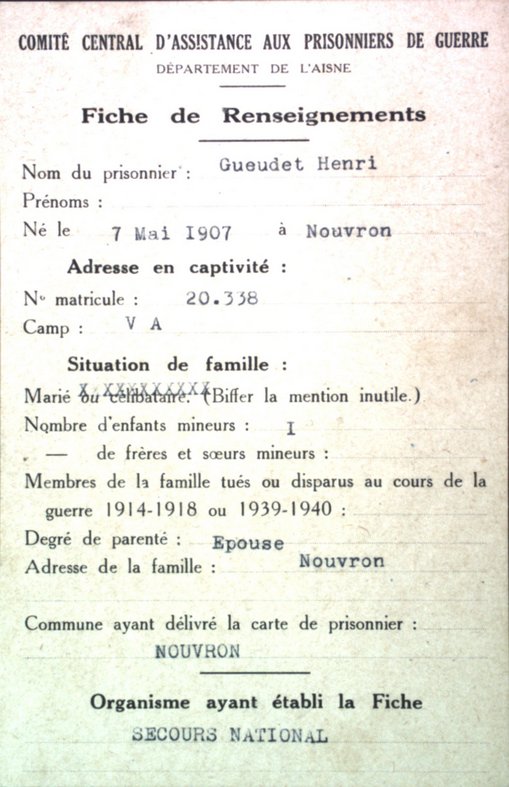 COMITÉ CENTRAL D'ASSISTANCE AUX PRISONNIERS DE GUERRE
DÉPARTEMENT DE L'AISNE
Fiche de Renseignements
Nom du prisonnier : Gueudet Henri
Prénoms :
Né le 7 Mai 1907 à Nouvron
Adresse en captivité :
No matricule : 20.338
Camp : V A
Situation de famille :
Marié ou célibataire. (Biffer la mention inutile.)
Nombre d'enfants mineurs : I
— de frères et sœurs mineurs :
Membres de la famille tués ou disparus au cours de la
guerre 1914-1918 ou 1939-1940 :
Degré de parenté : Epouse
Adresse de la famille : Nouvron
Commune ayant délivré la carte de prisonnier :
NOUVRON
Organisme ayant établi la Fiche
SECOURS NATIONAL